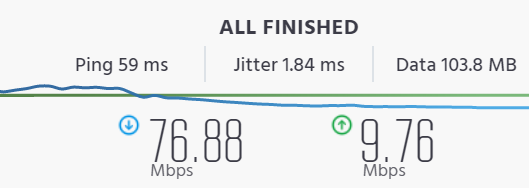 ALL FINISHED
Ping 59 ms Jitter 1.84 ms Data 103.8 MB
76.88 9.76
Mbps Mbps